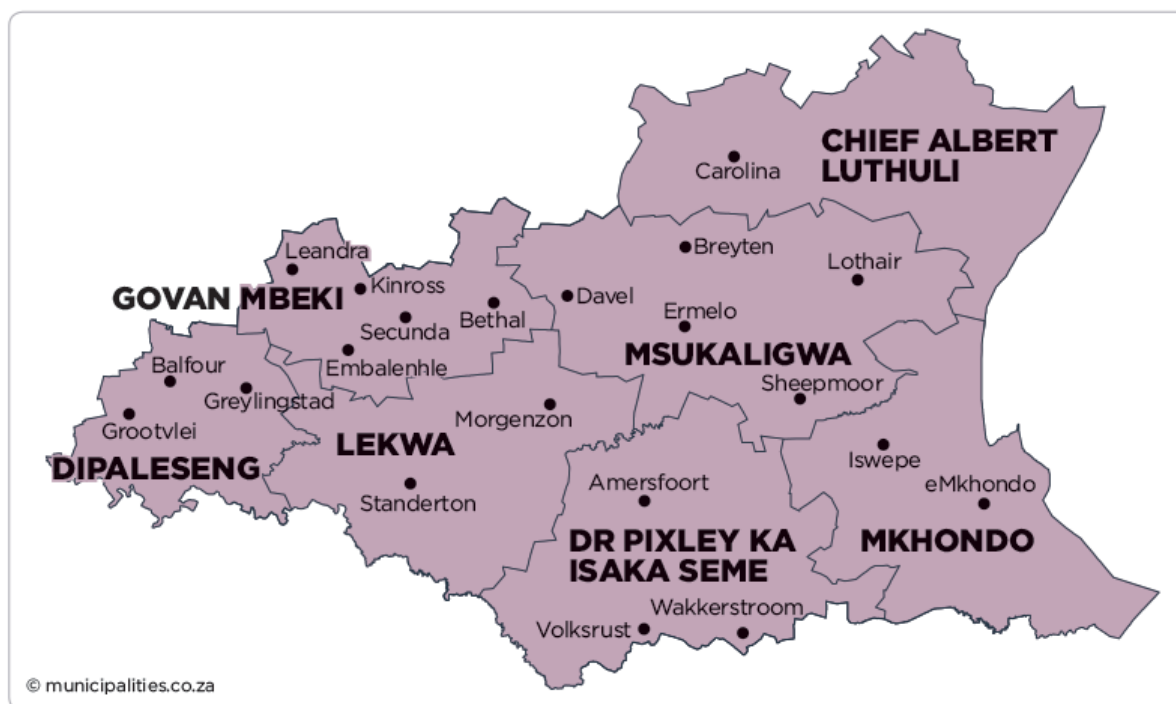 CHIEF ALBERT
LUTHULI
Carolina
Breyten
Lothair
Leandra
Kinross
GOVAN MBEKI
Davel
Bethal
Secunda
Ermelo
Embalenhle
MSUKALIGWA
Balfour
Sheepmoor
Greylingstad
Morgenzon
Grootvlei
LEKWA
DIPALESENG
Iswepe
Amersfoort
eMkhondo
Standerton
DR PIXLEY KA
ISAKA SEME
MKHONDO
Wakkerstroom
Volksrust
© municipalities.co.za